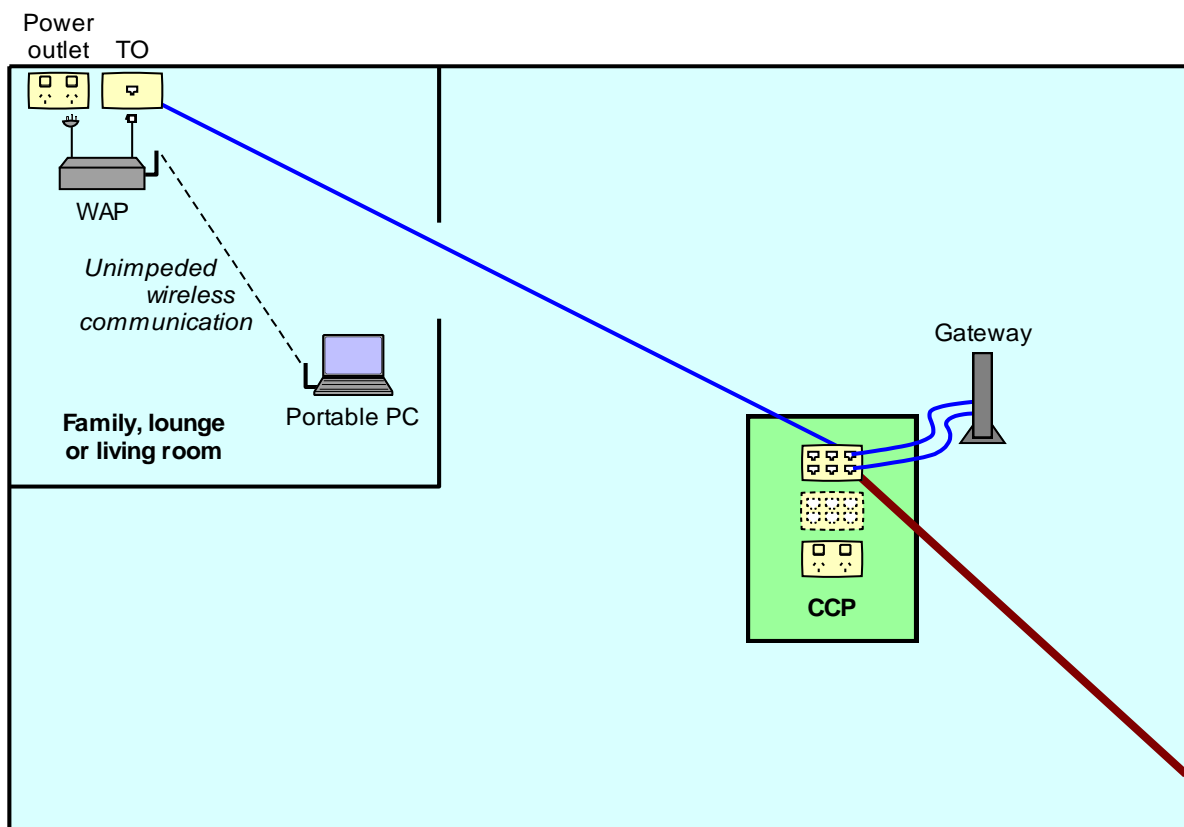 Power
outlet TO
WAP
Unimpeded
wireless
communication
Portable PC
Family, lounge
or living room
Gateway
CCP